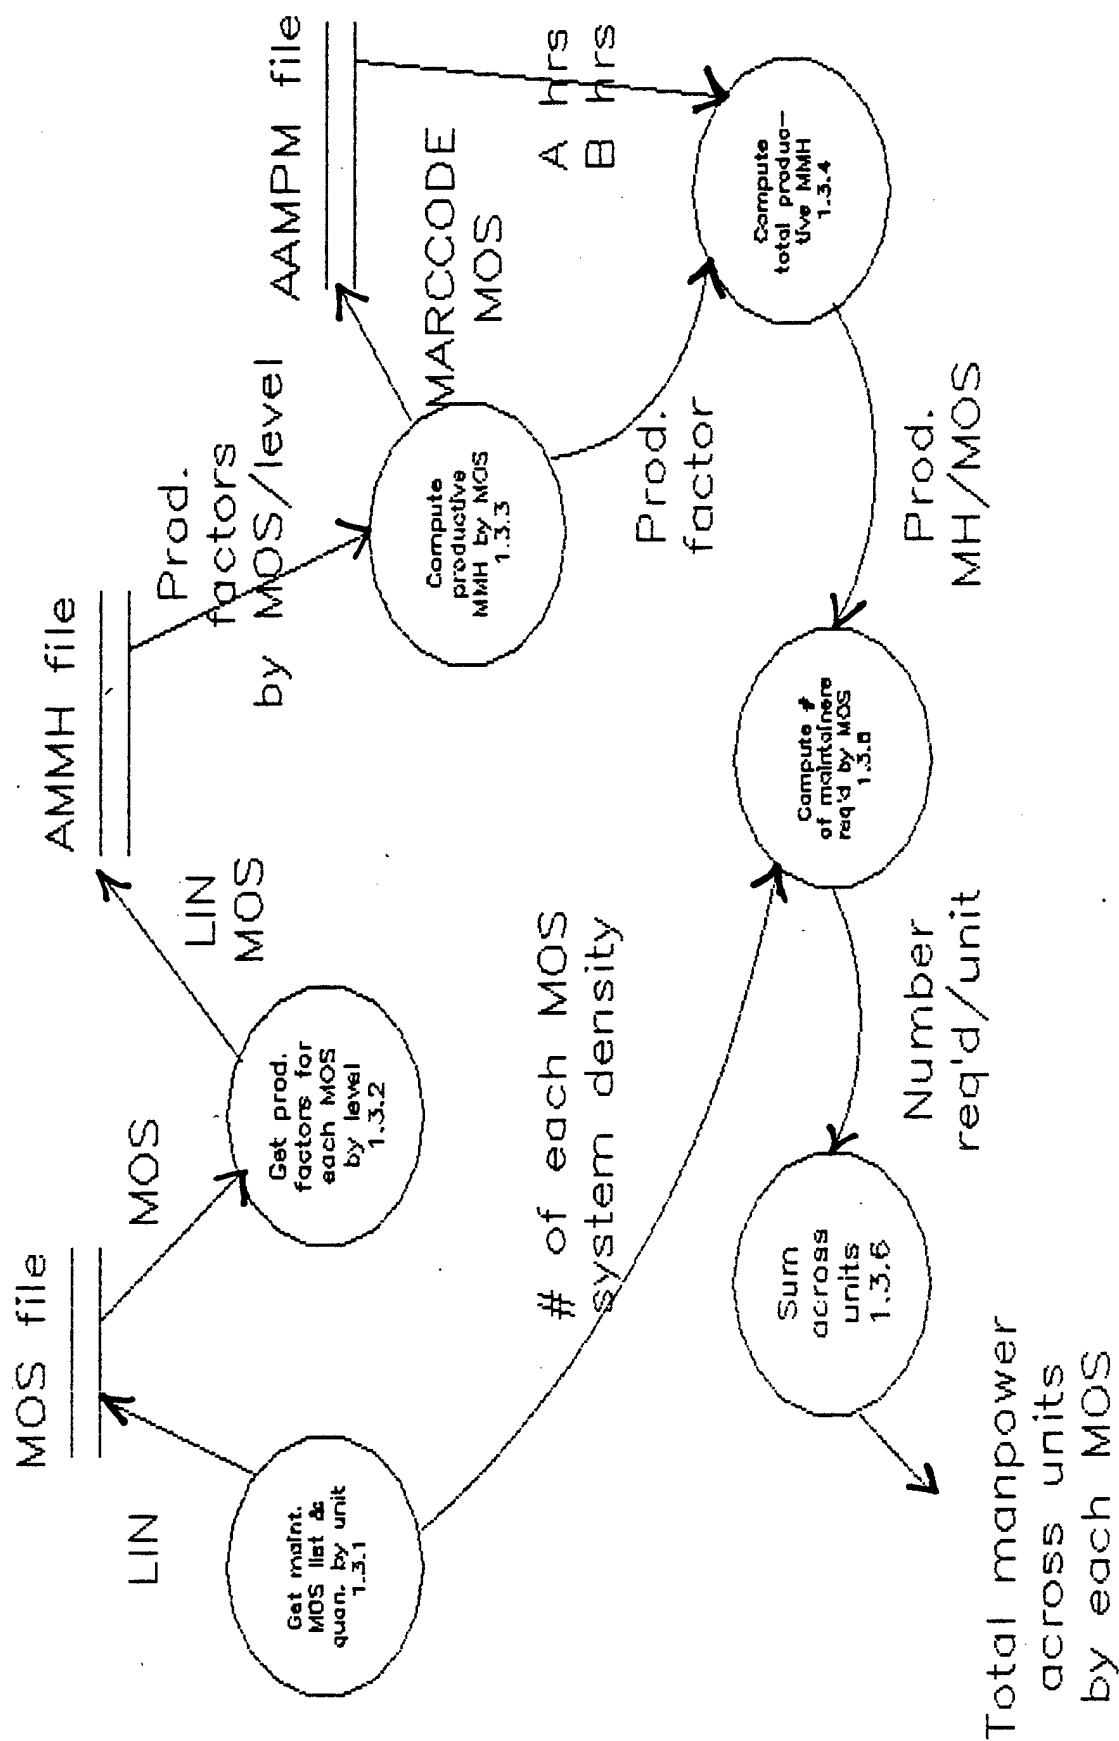 MOS file
AMMH file
AAMPM file
LIN
MOS
LIN
MOS
Prod.
factors
by MOS/level
MARCCODE
MOS
A hrs
B hrs
Get maint.
MOS list &
quan. by unit
1.3.1
Get prod.
factors for
each MOS
by level
1.3.2
Compute
productive
MMH by MOS
1.3.3
Compute
total produc-
tive MMH
1.3.4
# of each MOS
system density
Prod.
factor
Compute #
of maintainers
req'd by MOS
Sum
across
units
1.3.6
Number
req'd/unit
Prod.
MH/MOS
Total manpower
across units
by each MOS